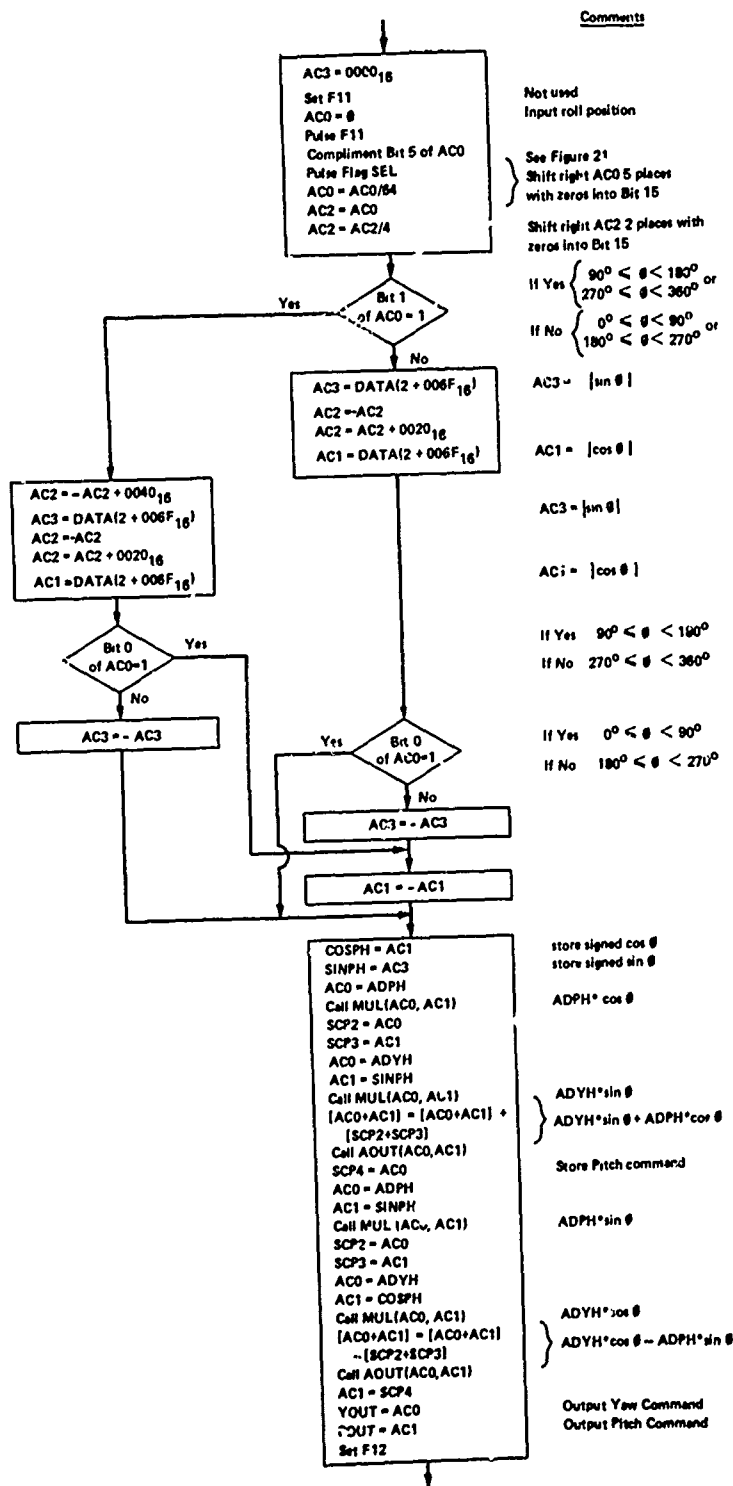 Comments
AC3 = 0000₁₆
Set F11
AC0 = ø
Pulse F11
Compliment Bit 5 of AC0
Pulse Flag SEL
AC0 = AC0/64
AC2 = AC0
AC2 = AC2/4
Not used
Input roll position
See Figure 21
Shift right AC0 5 places
with zeros into Bit 15
Shift right AC2 2 places with
zeros into Bit 15
Bit 1
of AC0 = 1
Yes
No
If Yes { 90° ⩽ ø < 180° or
270° ⩽ ø < 360°
If No { 0° ⩽ ø < 90° or
180° ⩽ ø < 270°
AC3 = DATA(2 + 006F₁₆)
AC2 = -AC2
AC2 = AC2 + 0020₁₆
AC1 = DATA(2 + 006F₁₆)
AC3 = |sin ø|
AC1 = |cos ø|
AC2 = -AC2 + 0040₁₆
AC3 = DATA(2 + 006F₁₆)
AC2 = -AC2
AC2 = AC2 + 0020₁₆
AC1 = DATA(2 + 006F₁₆)
AC3 = |sin ø|
AC1 = |cos ø|
Bit 0
of AC0=1
Yes
No
If Yes 90° ⩽ ø < 180°
If No 270° ⩽ ø < 360°
AC3 = - AC3
Yes
Bit 0
of AC0=1
No
If Yes 0° ⩽ ø < 90°
If No 180° ⩽ ø < 270°
AC3 = - AC3
AC1 = - AC1
COSPH = AC1
SINPH = AC3
AC0 = ADPH
Call MUL(AC0, AC1)
SCP2 = AC0
SCP3 = AC1
AC0 = ADYH
AC1 = SINPH
Call MUL(AC0, AC1)
[AC0+AC1] = [AC0+AC1] +
[SCP2+SCP3]
Call AOUT(AC0,AC1)
SCP4 = AC0
AC0 = ADPH
AC1 = SINPH
Call MUL (AC0, AC1)
SCP2 = AC0
SCP3 = AC1
AC0 = ADYH
AC1 = COSPH
Call MUL(AC0, AC1)
[AC0+AC1] = [AC0+AC1]
- [SCP2+SCP3]
Call AOUT(AC0,AC1)
AC1 = SCP4
YOUT = AC0
POUT = AC1
Set F12
store signed cos ø
store signed sin ø
ADPH* cos ø
ADYH*sin ø
ADYH*sin ø + ADPH*cos ø
Store Pitch command
ADPH*sin ø
ADYH*cos ø
ADYH*cos ø - ADPH*sin ø
Output Yaw Command
Output Pitch Command